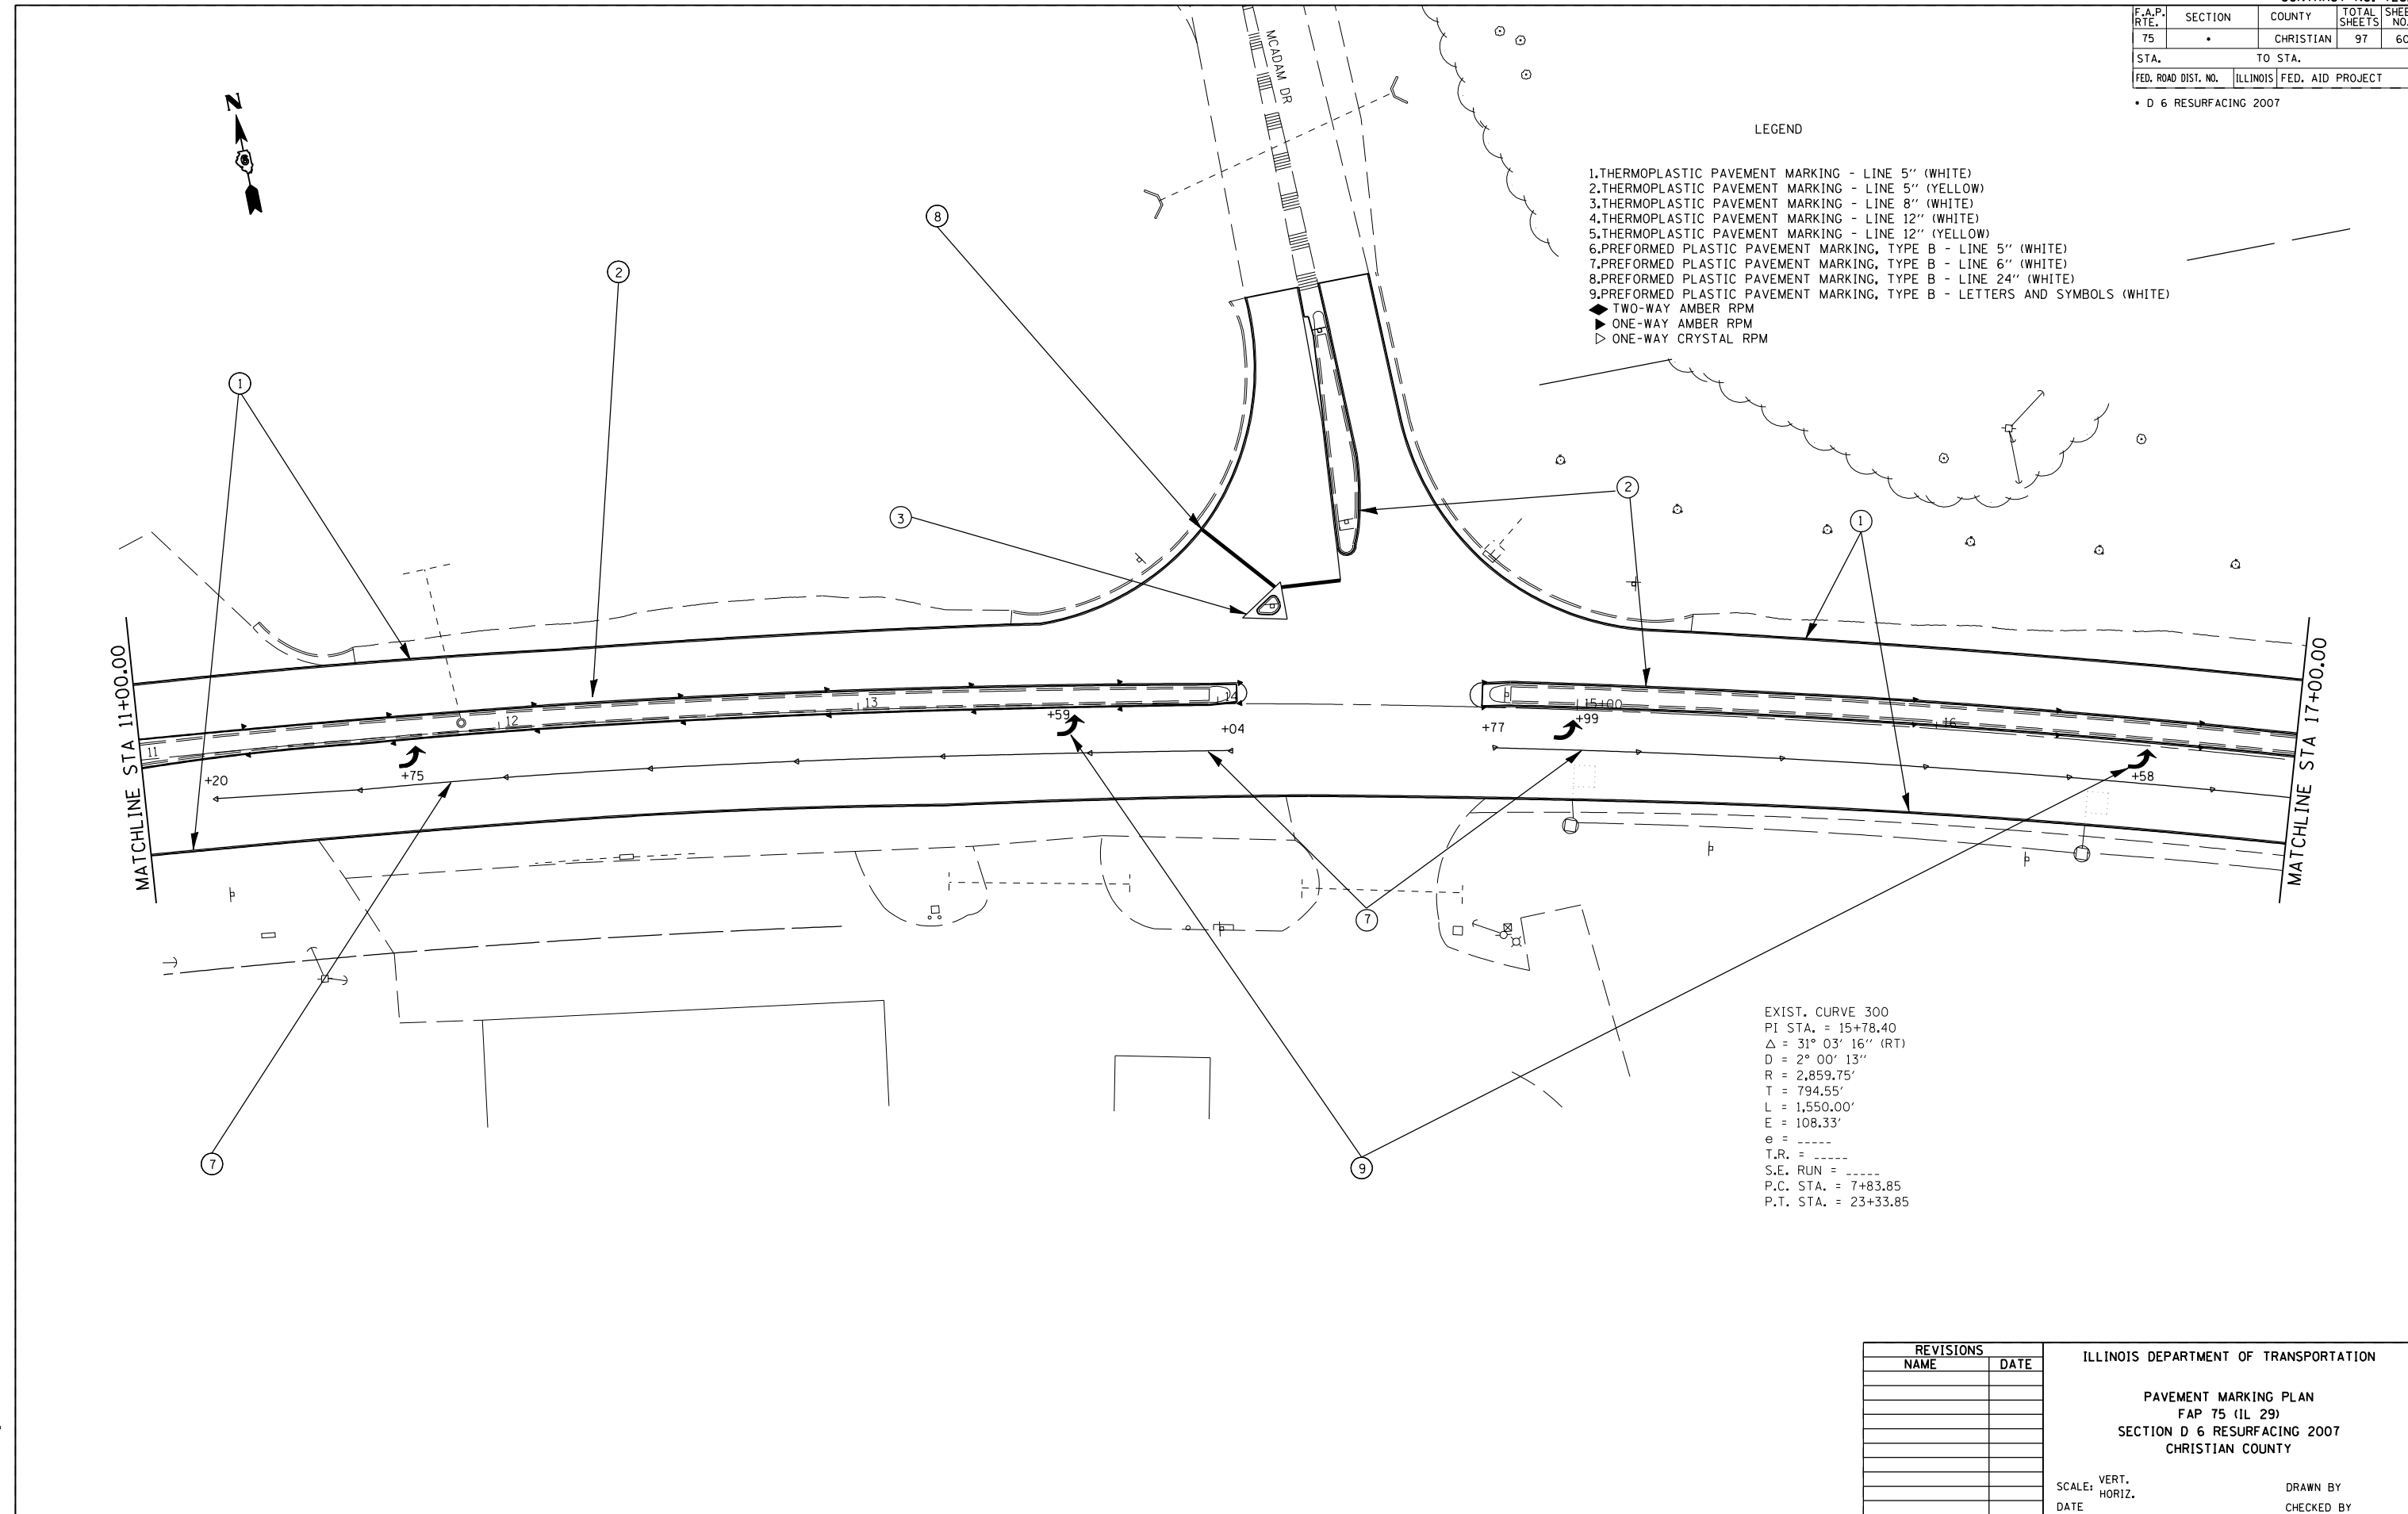 F.A.P. RTE. SECTION COUNTY TOTAL SHEETS
75 • CHRISTIAN 97
STA. TO STA.
FED. ROAD DIST. NO. ILLINOIS FED. AID PROJECT
• D 6 RESURFACING 2007
N
6
MCADAM DR
LEGEND
1.THERMOPLASTIC PAVEMENT MARKING - LINE 5'' (WHITE)
2.THERMOPLASTIC PAVEMENT MARKING - LINE 5'' (YELLOW)
3.THERMOPLASTIC PAVEMENT MARKING - LINE 8'' (WHITE)
4.THERMOPLASTIC PAVEMENT MARKING - LINE 12'' (WHITE)
5.THERMOPLASTIC PAVEMENT MARKING - LINE 12'' (YELLOW)
6.PREFORMED PLASTIC PAVEMENT MARKING, TYPE B - LINE 5'' (WHITE)
7.PREFORMED PLASTIC PAVEMENT MARKING, TYPE B - LINE 6'' (WHITE)
8.PREFORMED PLASTIC PAVEMENT MARKING, TYPE B - LINE 24'' (WHITE)
9.PREFORMED PLASTIC PAVEMENT MARKING, TYPE B - LETTERS AND SYMBOLS (WHITE)
TWO-WAY AMBER RPM
ONE-WAY AMBER RPM
ONE-WAY CRYSTAL RPM
8
2
1
3
2
1
MATCHLINE STA 11+00.00
11
12
13
14
15+00
16
MATCHLINE STA 17+00.00
+20
+75
+59
+04
+77
+99
+58
7
7
9
EXIST. CURVE 300
PI STA. = 15+78.40
Δ = 31° 03' 16'' (RT)
D = 2° 00' 13''
R = 2,859.75'
T = 794.55'
L = 1,550.00'
E = 108.33'
e = _____
T.R. = _____
S.E. RUN = _____
P.C. STA. = 7+83.85
P.T. STA. = 23+33.85
REVISIONS
NAME DATE
ILLINOIS DEPARTMENT OF TRANSPORTATION
PAVEMENT MARKING PLAN
FAP 75 (IL 29)
SECTION D 6 RESURFACING 2007
CHRISTIAN COUNTY
SCALE: VERT.
HORIZ.
DRAWN BY
DATE
CHECKED BY